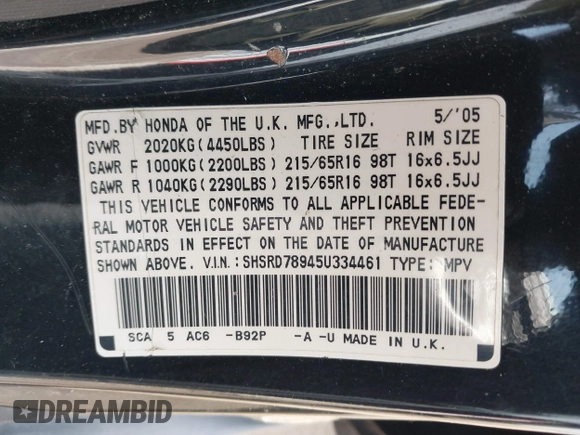 MFD.BY HONDA OF THE U.K. MFG.,LTD. 5/'05
GVWR 2020KG(4450LBS) TIRE SIZE RIM SIZE
GAWR F 1000KG(2200LBS) 215/65R16 98T 16x6.5JJ
GAWR R 1040KG(2290LBS) 215/65R16 98T 16x6.5JJ
THIS VEHICLE CONFORMS TO ALL APPLICABLE FEDE-
RAL MOTOR VEHICLE SAFETY AND THEFT PREVENTION
STANDARDS IN EFFECT ON THE DATE OF MANUFACTURE
SHOWN ABOVE. V.I.N.:SHSRD78945U334461 TYPE: MPV
SCA 5 AC6 -B92P -A -U MADE IN U.K.
DREAMBID